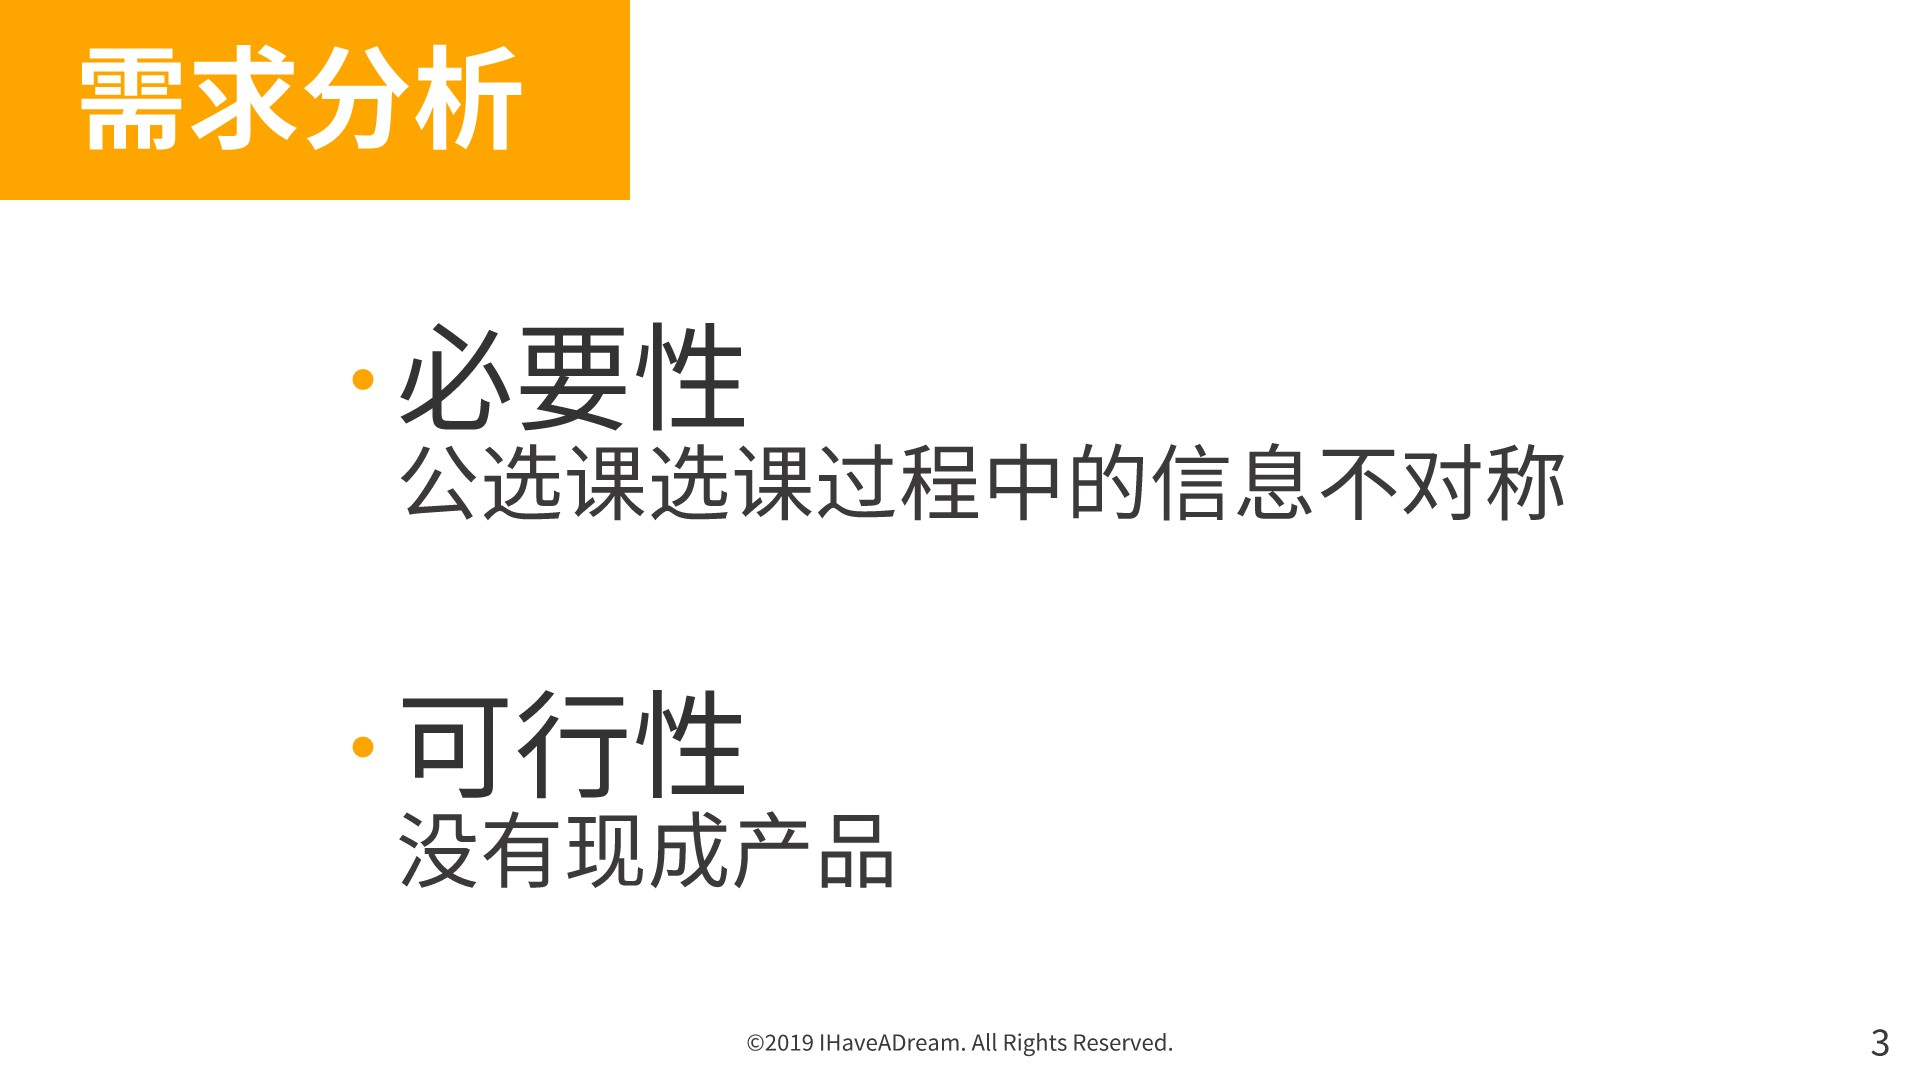 需求分析
• 必要性
公选课选课过程中的信息不对称
• 可行性
没有现成产品
©2019 IHaveADream. All Rights Reserved.
3